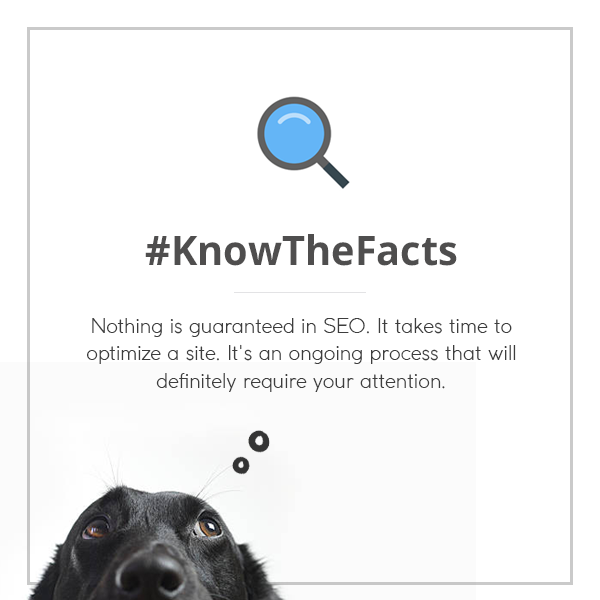 #KnowTheFacts
Nothing is guaranteed in SEO. It takes time to
optimize a site. It's an ongoing process that will
definitely require your attention.